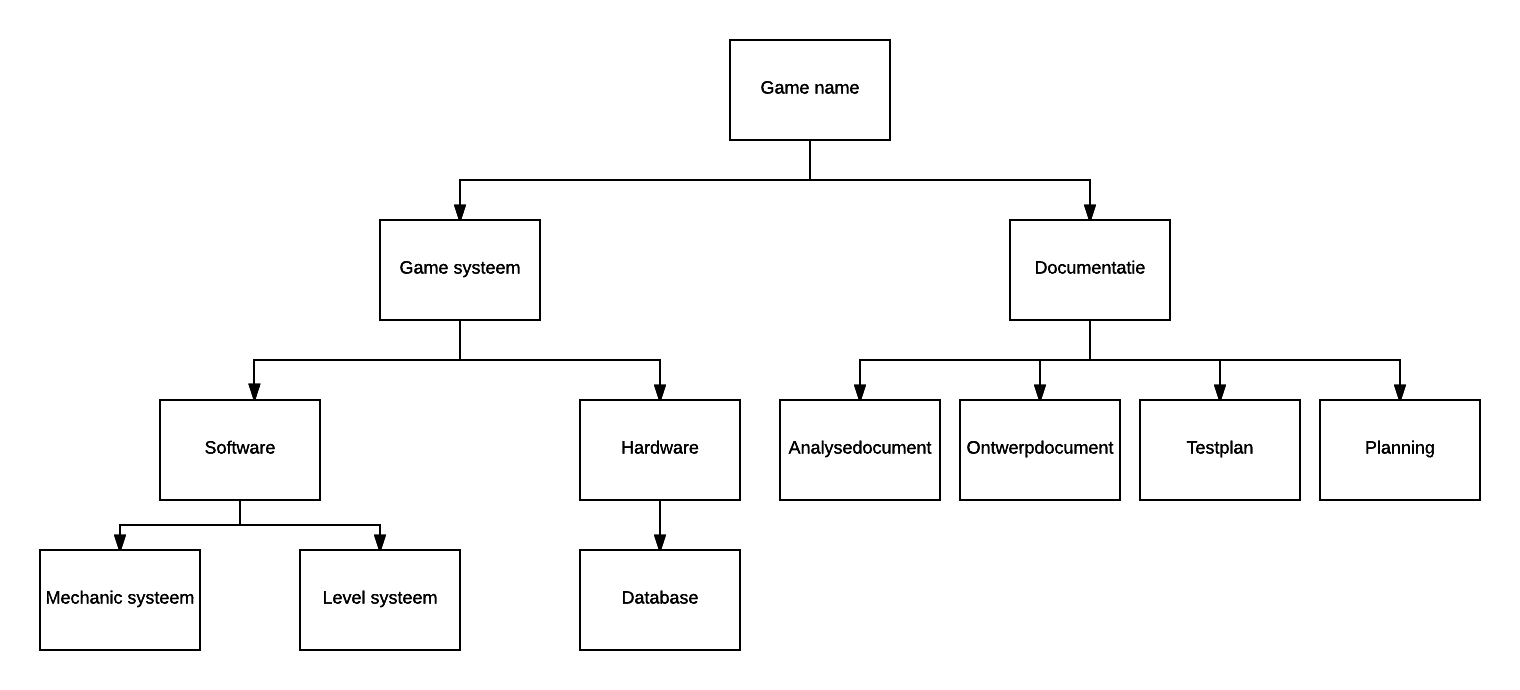 Game name
Game systeem
Documentatie
Software
Hardware
Analysedocument
Ontwerpdocument
Testplan
Planning
Mechanic systeem
Level systeem
Database